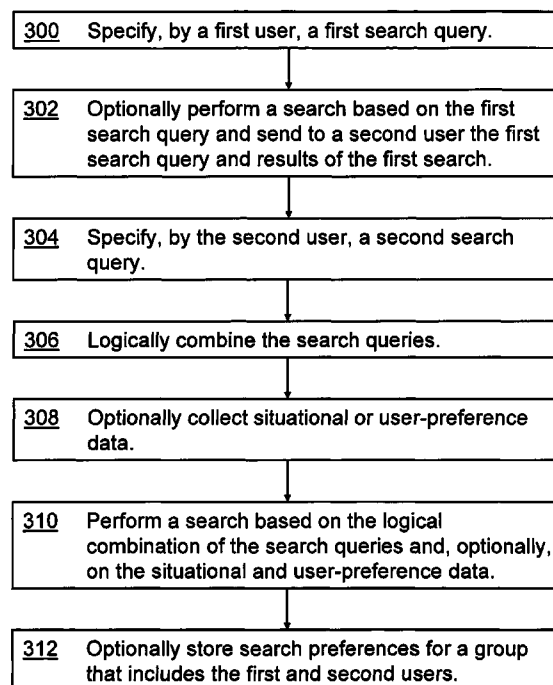 300 Specify, by a first user, a first search query.
302 Optionally perform a search based on the first
search query and send to a second user the first
search query and results of the first search.
304 Specify, by the second user, a second search
query.
306 Logically combine the search queries.
308 Optionally collect situational or user-preference
data.
310 Perform a search based on the logical
combination of the search queries and, optionally,
on the situational and user-preference data.
312 Optionally store search preferences for a group
that includes the first and second users.